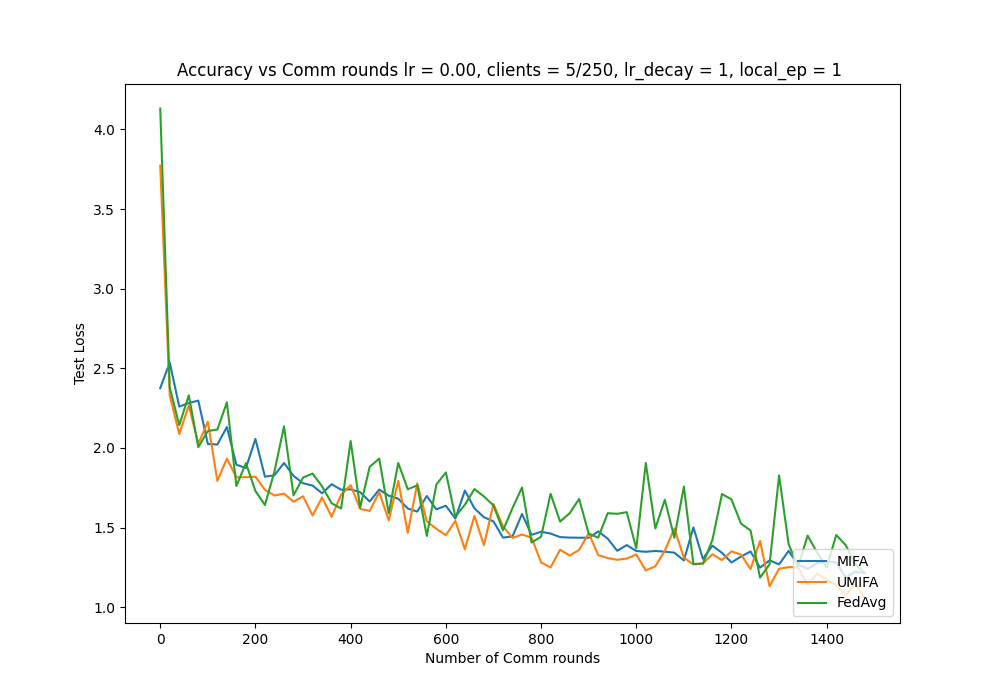 Accuracy vs Comm rounds lr = 0.00, clients = 5/250, lr_decay = 1, local_ep = 1
4.0
3.5
3.0
2.5
2.0
1.5
1.0
Test Loss
MIFA
UMIFA
FedAvg
0 200 400 600 800 1000 1200 1400
Number of Comm rounds